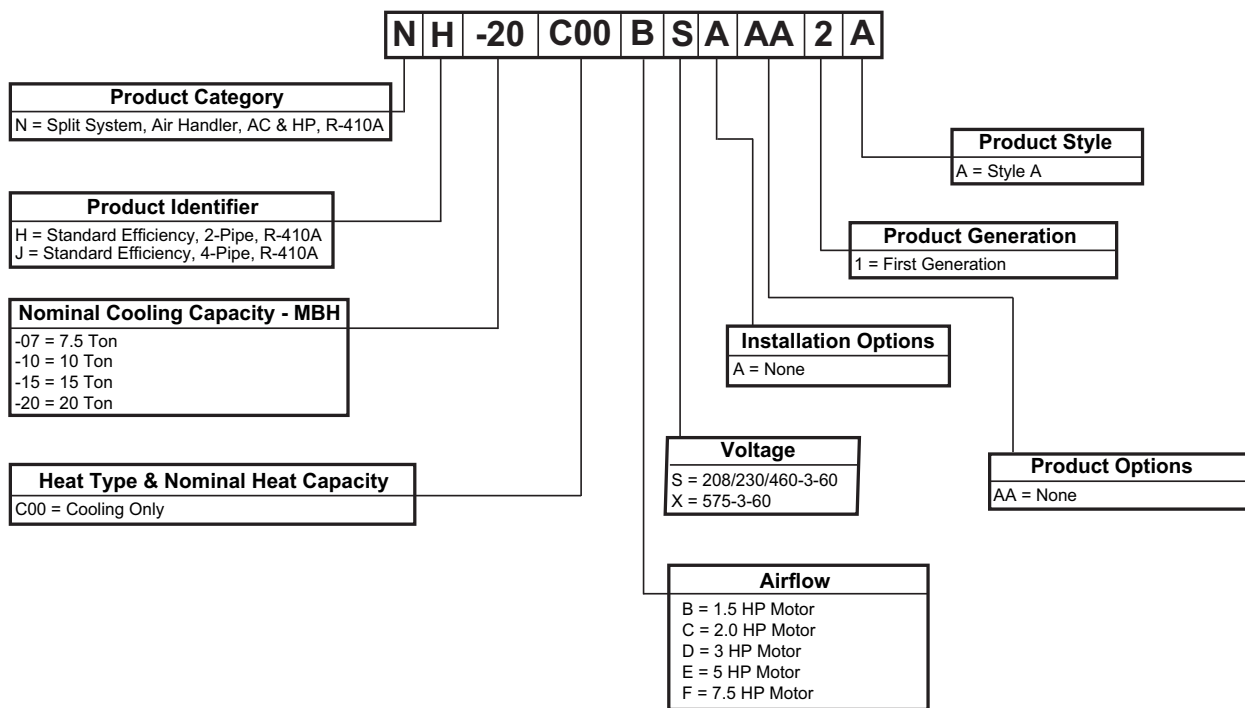 N H -20 C00 B S A AA 2 A
Product Category
N = Split System, Air Handler, AC & HP, R-410A
Product Identifier
H = Standard Efficiency, 2-Pipe, R-410A
J = Standard Efficiency, 4-Pipe, R-410A
Nominal Cooling Capacity - MBH
-07 = 7.5 Ton
-10 = 10 Ton
-15 = 15 Ton
-20 = 20 Ton
Heat Type & Nominal Heat Capacity
C00 = Cooling Only
Airflow
B = 1.5 HP Motor
C = 2.0 HP Motor
D = 3 HP Motor
E = 5 HP Motor
F = 7.5 HP Motor
Voltage
S = 208/230/460-3-60
X = 575-3-60
Installation Options
A = None
Product Options
AA = None
Product Generation
1 = First Generation
Product Style
A = Style A